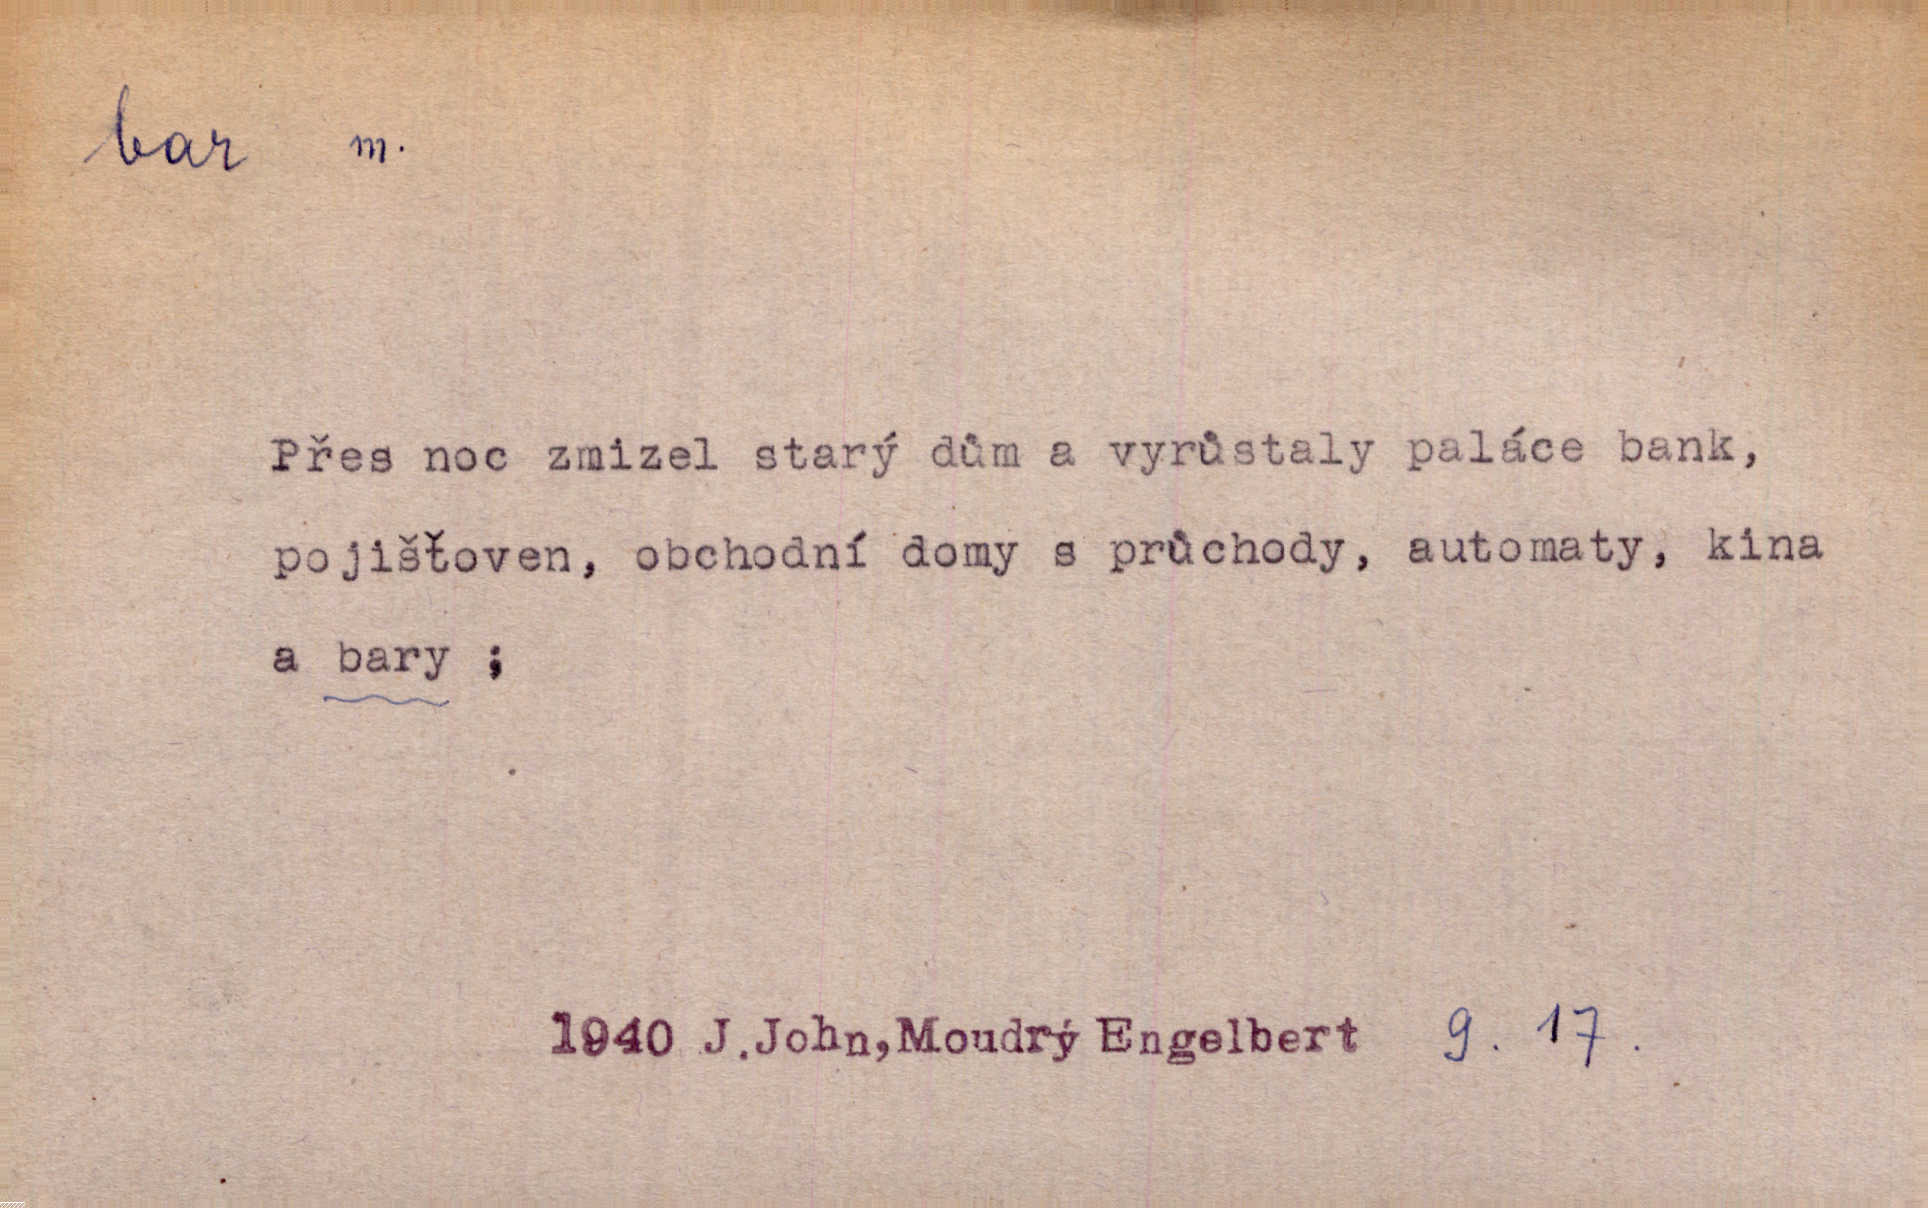 bar m.
Přes noc zmizel starý dům a vyrůstaly paláce bank,
pojišťoven, obchodní domy s průchody, automaty, kina
a bary ;
1940 J.John,Moudrý Engelbert 9. 17.